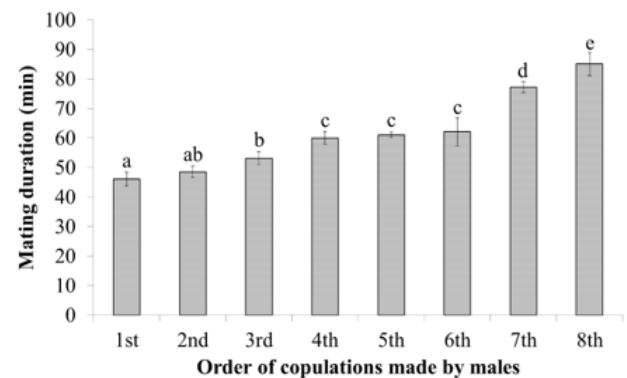 100
90
80
70
60
50
40
30
20
10
0
Mating duration (min)
a
ab
b
c
c
c
d
e
1st 2nd 3rd 4th 5th 6th 7th 8th
Order of copulations made by males